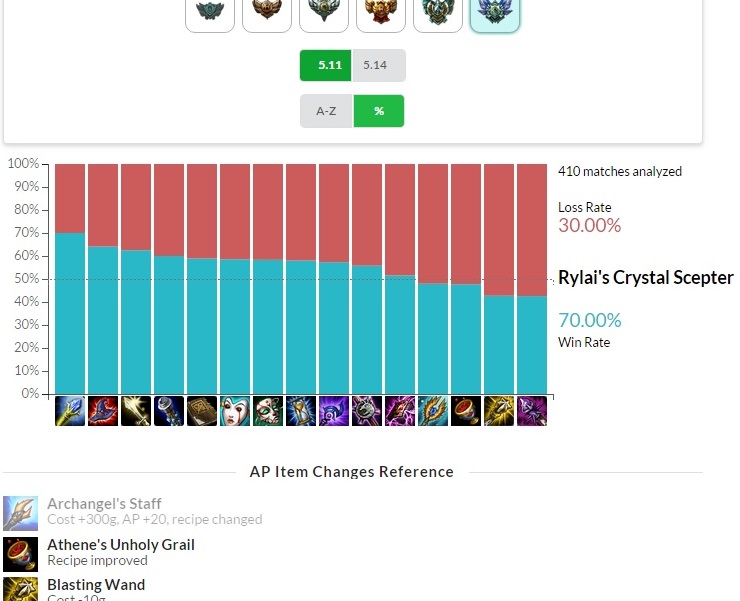 5.11 5.14
A-Z %
100%
90%
80%
70%
60%
50%
40%
30%
20%
10%
0%
410 matches analyzed
Loss Rate
30.00%
Rylai's Crystal Scepter
70.00%
Win Rate
AP Item Changes Reference
Archangel's Staff
Cost +300g, AP +20, recipe changed
Athene's Unholy Grail
Recipe improved
Blasting Wand
Cost -10g